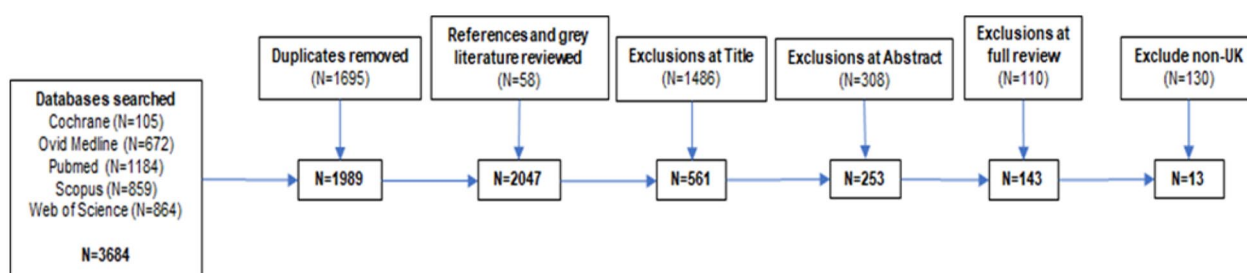 Databases searched
Cochrane (N=105)
Ovid Medline (N=672)
Pubmed (N=1184)
Scopus (N=859)
Web of Science (N=864)
N=3684
Duplicates removed
(N=1695)
N=1989
References and grey
literature reviewed
(N=58)
N=2047
Exclusions at Title
(N=1486)
N=561
Exclusions at Abstract
(N=308)
N=253
Exclusions at
full review
(N=110)
N=143
Exclude non-UK
(N=130)
N=13